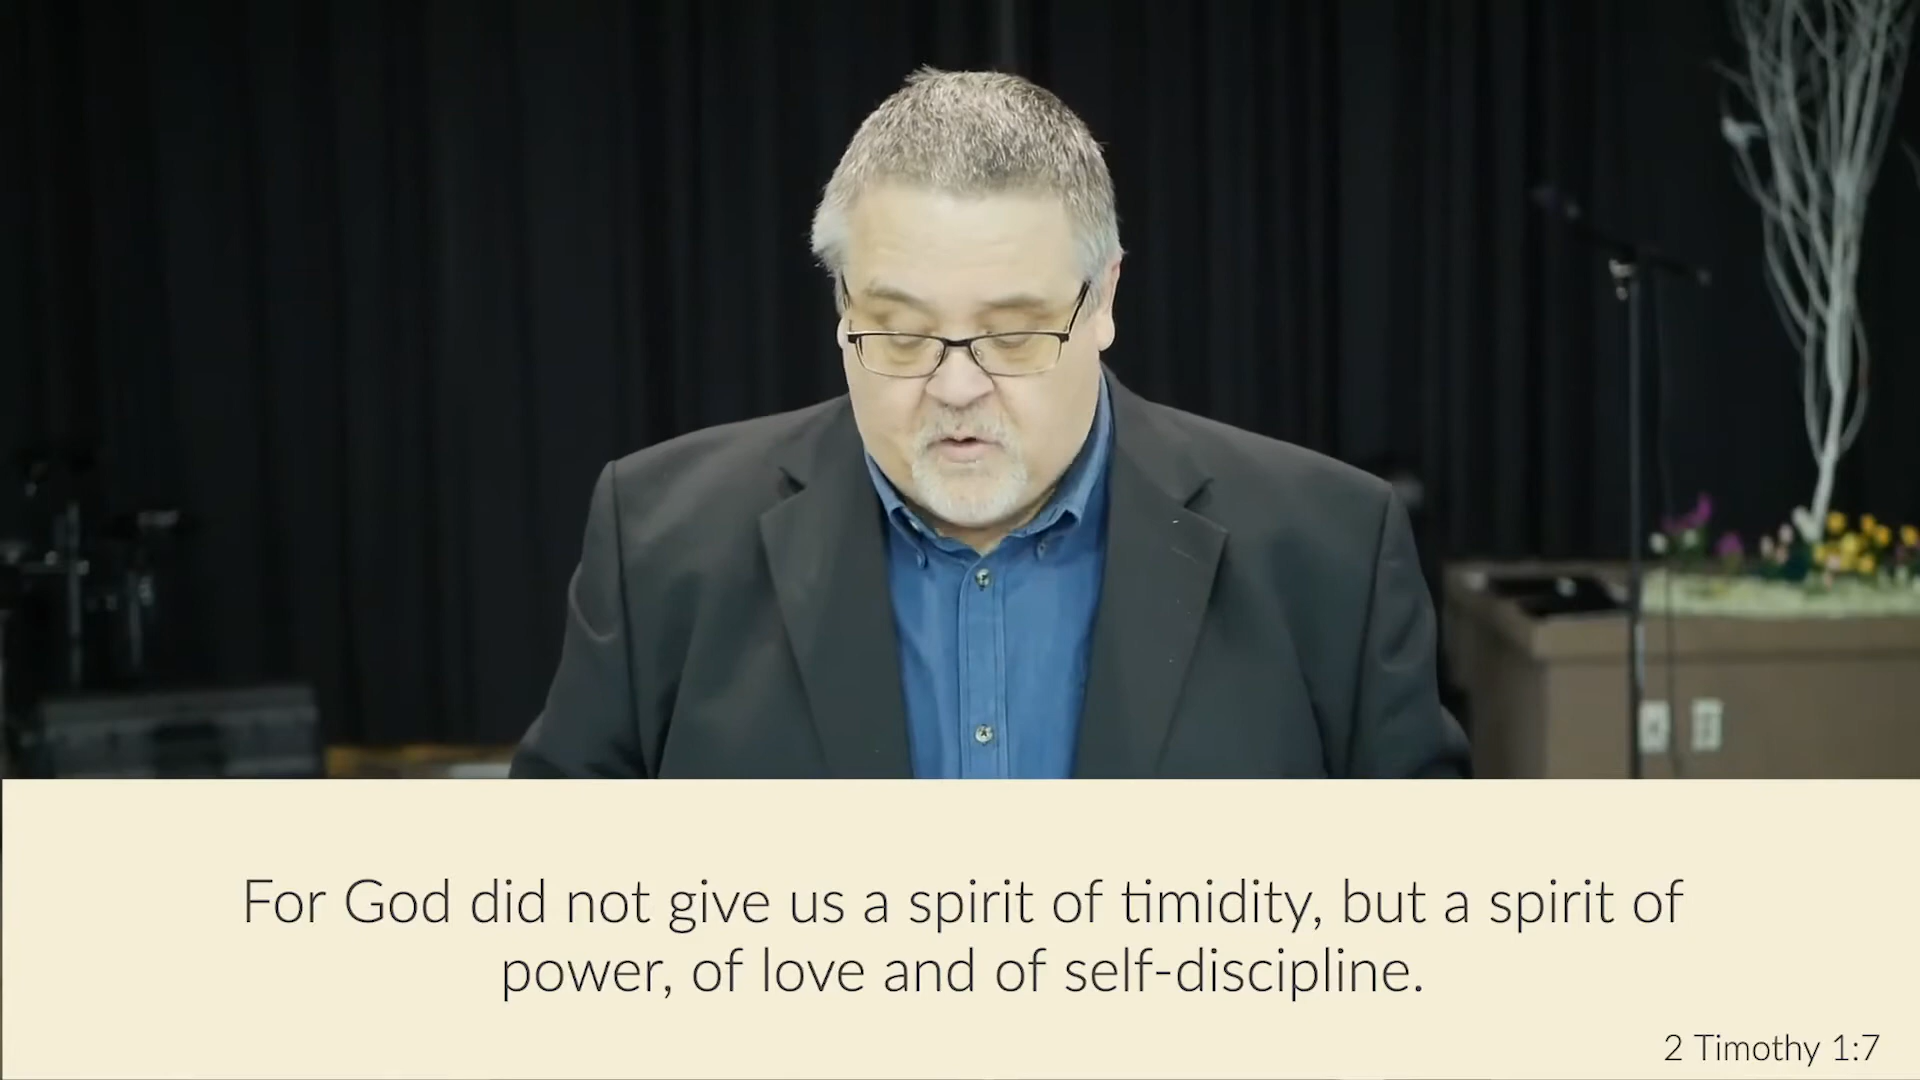 For God did not give us a spirit of timidity, but a spirit of
power, of love and of self-discipline.
2 Timothy 1:7